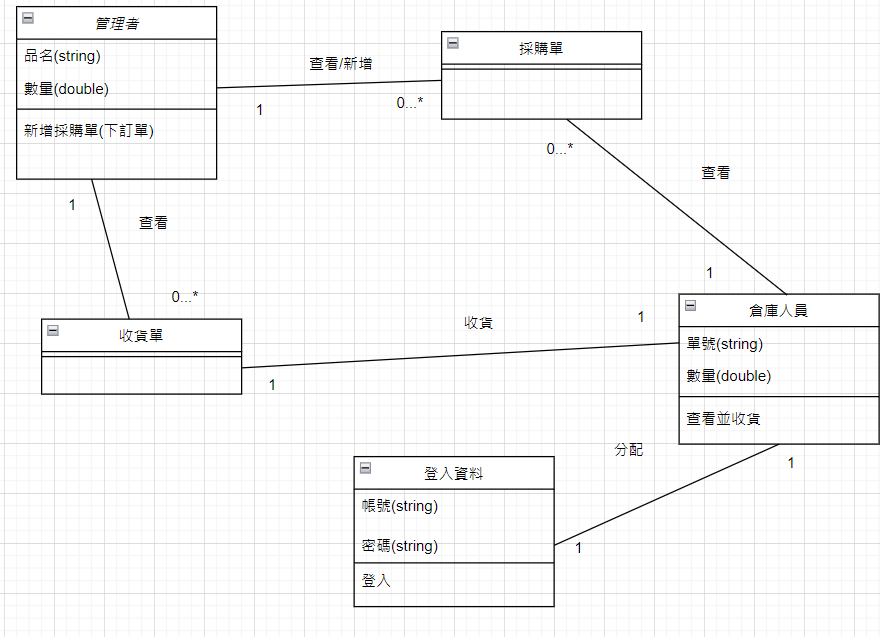 管理者
品名(string)
數量(double)
新增採購單(下訂單)
查看/新增
1
0...*
採購單
0...*
查看
1
1
查看
0...*
收貨單
收貨
1
1
倉庫人員
單號(string)
數量(double)
查看並收貨
分配
1
1
登入資料
帳號(string)
密碼(string)
登入